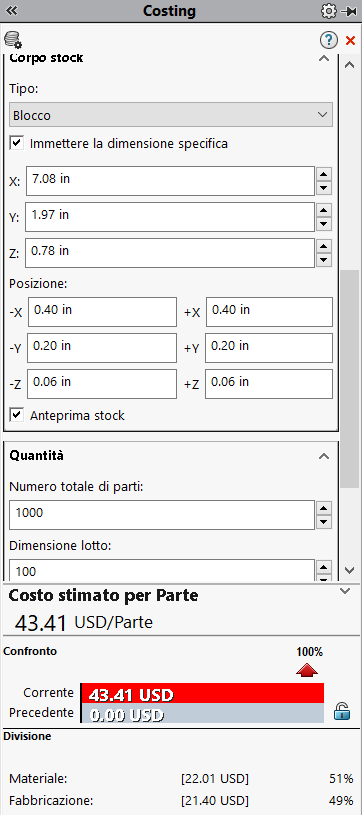 Costing
Corpo stock
Tipo:
Blocco
Immettere la dimensione specifica
X: 7.08 in
Y: 1.97 in
Z: 0.78 in
Posizione:
-X 0.40 in +X 0.40 in
-Y 0.20 in +Y 0.20 in
-Z 0.06 in +Z 0.06 in
Anteprima stock
Quantità
Numero totale di parti:
1000
Dimensione lotto:
100
Costo stimato per Parte
43.41 USD/Parte
Confronto 100%
Corrente 43.41 USD
Precedente 0.00 USD
Divisione
Materiale: [22.01 USD] 51%
Fabbricazione: [21.40 USD] 49%